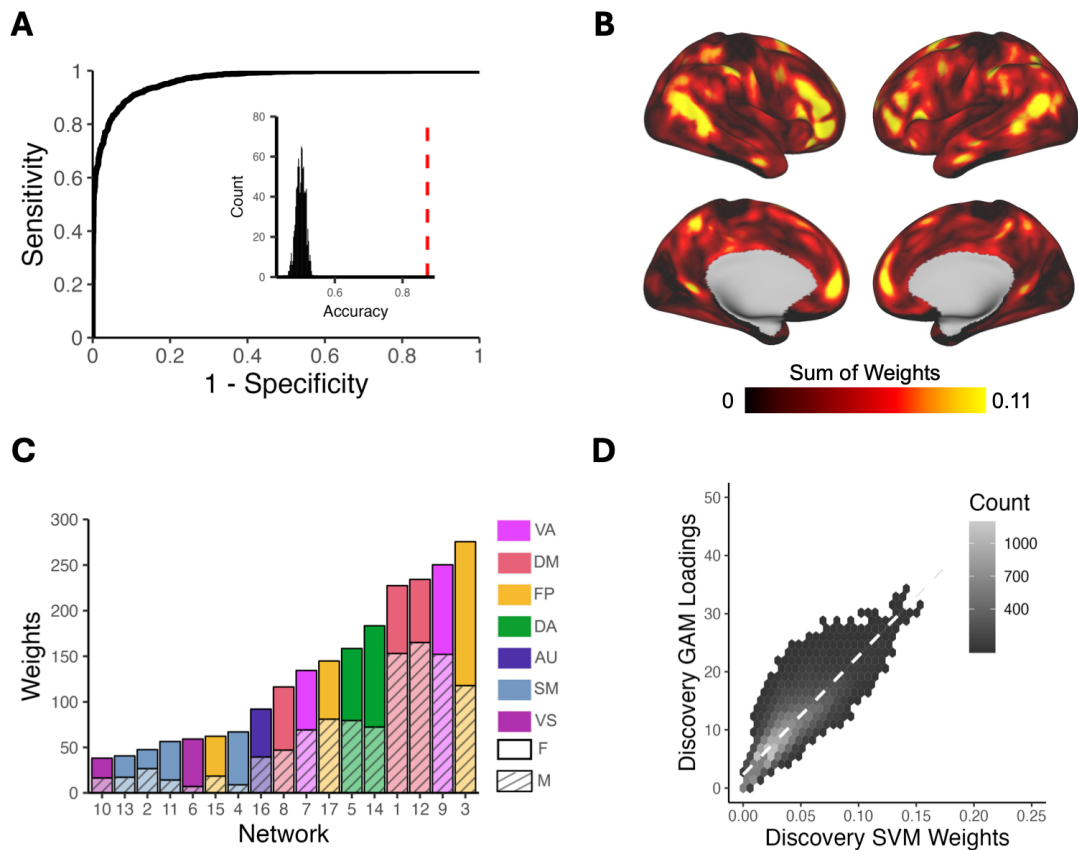 A
1
0.8
0.6
0.4
0.2
0
Sensitivity
0 0.2 0.4 0.6 0.8 1
1 - Specificity
80
60
40
20
0
Count
0.6 0.8
Accuracy
B
Sum of Weights
0 0.11
C
300
250
200
150
100
50
0
Weights
10 13 2 11 6 15 4 16 8 7 17 5 14 1 12 9 3
Network
VA
DM
FP
DA
AU
SM
VS
F
M
D
50
40
30
20
10
0
Discovery GAM Loadings
0.00 0.05 0.10 0.15 0.20 0.25
Discovery SVM Weights
Count
1000
700
400